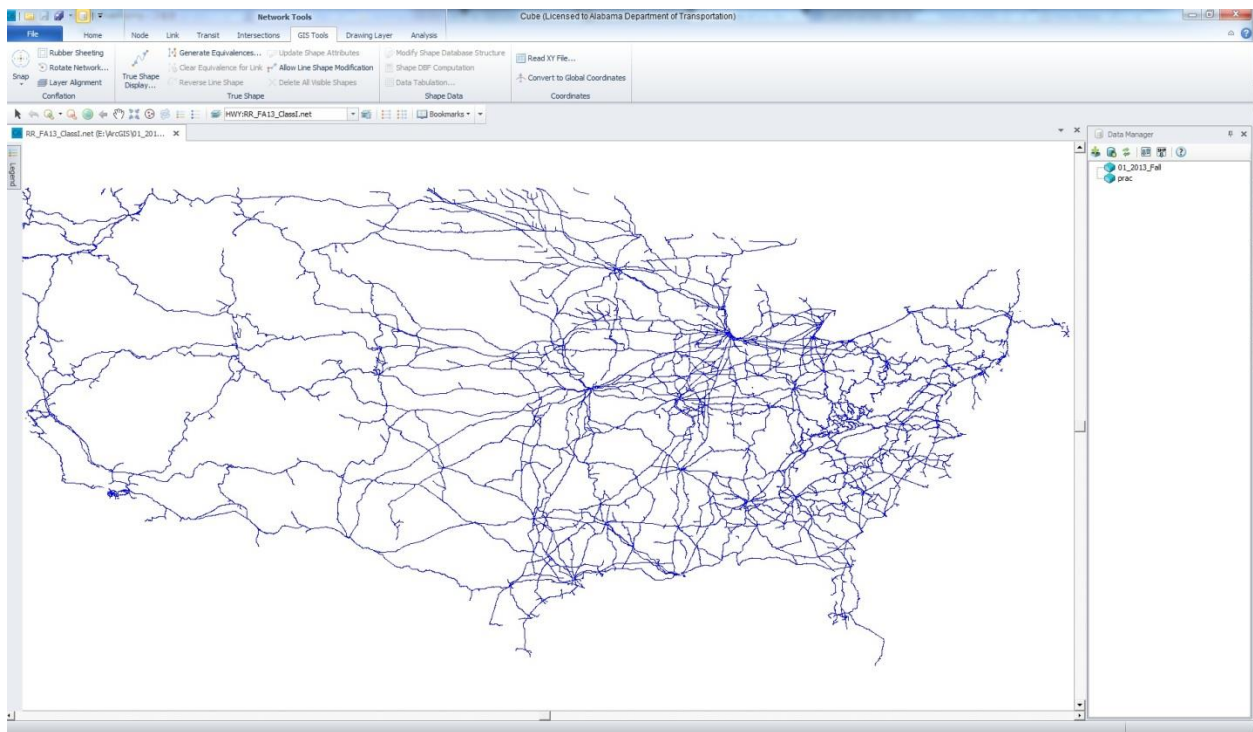 Network Tools
Cube (Licensed to Alabama Department of Transportation)
File Home Node Link Transit Intersections GIS Tools Drawing Layer Analysis
Snap
Rubber Sheeting
Rotate Network...
Layer Alignment
Conflation
True Shape
Display...
Generate Equivalences...
Clear Equivalence for Link
Reverse Line Shape
Update Shape Attributes
Allow Line Shape Modification
Delete All Visible Shapes
True Shape
Modify Shape Database Structure
Shape DBF Computation
Data Tabulation...
Shape Data
Read XY File...
Convert to Global Coordinates
Coordinates
HWY:RR_FA13_ClassI.net
Bookmarks
RR_FA13_ClassI.net (E:\ArcGIS\01_201...
Legend
Data Manager
01_2013_Fall
prac